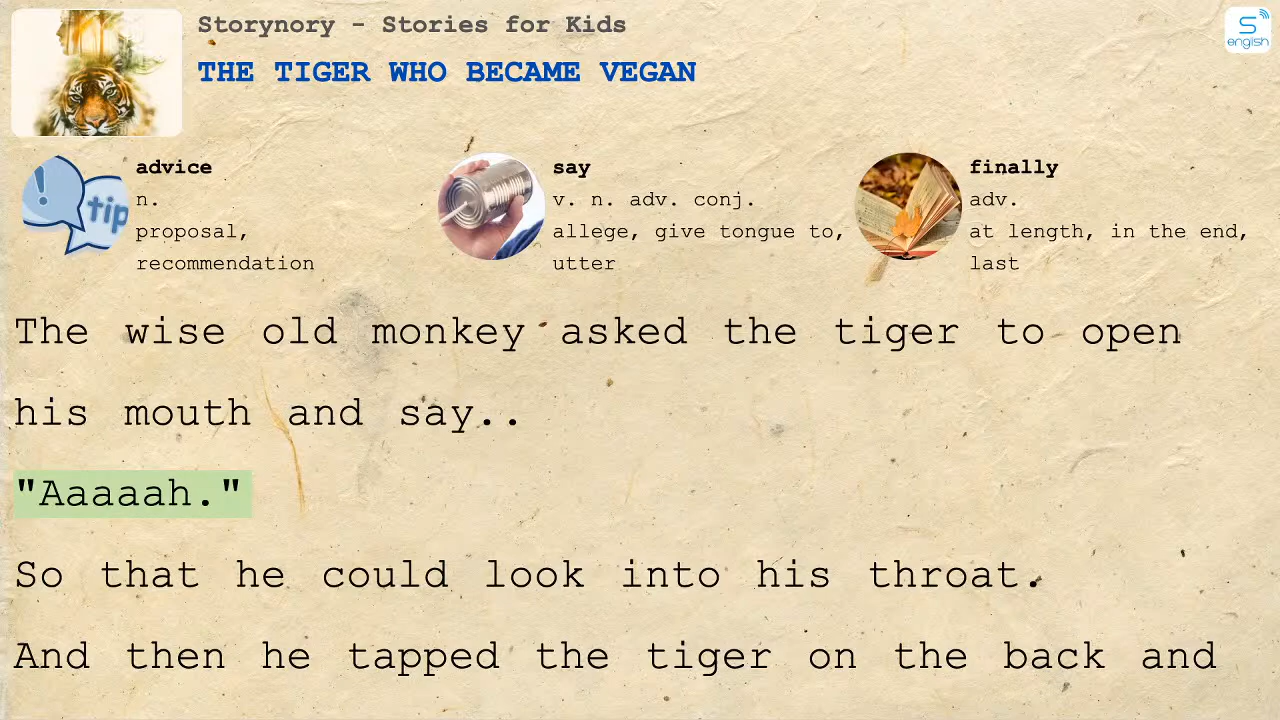 Storynory - Stories for Kids
THE TIGER WHO BECAME VEGAN
S
english
tip
advice
n.
proposal,
recommendation
say
v. n. adv. conj.
allege, give tongue to,
utter
finally
adv.
at length, in the end,
last
The wise old monkey asked the tiger to open
his mouth and say..
"Aaaaah."
So that he could look into his throat.
And then he tapped the tiger on the back and